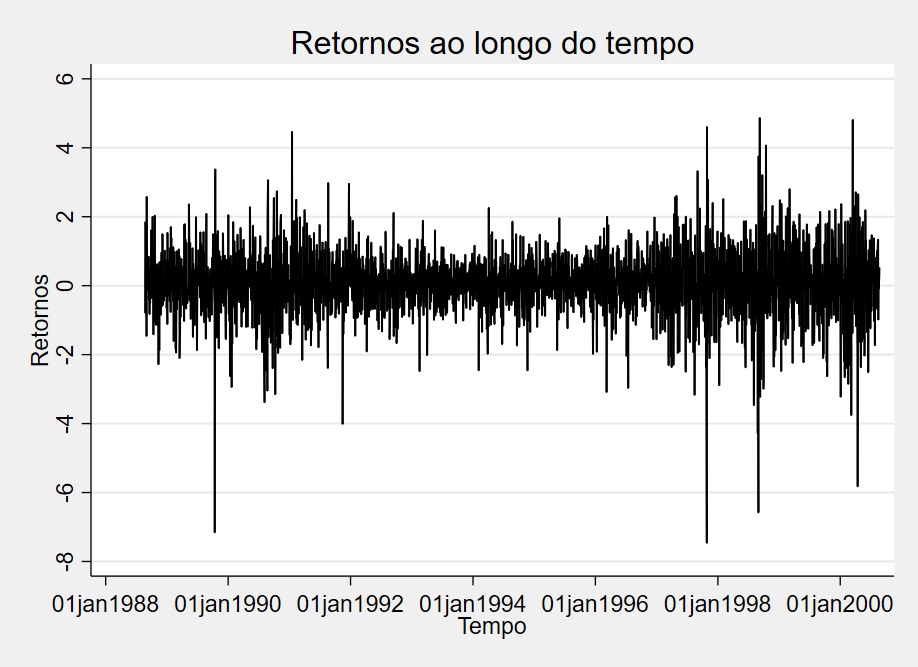 Retornos ao longo do tempo
Retornos
6
4
2
0
-2
-4
-6
-8
01jan1988 01jan1990 01jan1992 01jan1994 01jan1996 01jan1998 01jan2000
Tempo